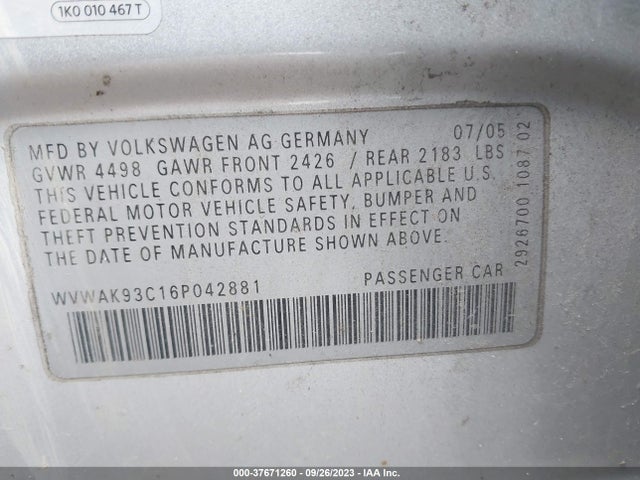 1K0 010 467 T
MFD BY VOLKSWAGEN AG GERMANY 07/05
GVWR 4498 GAWR FRONT 2426 / REAR 2183 LBS
THIS VEHICLE CONFORMS TO ALL APPLICABLE U.S.
FEDERAL MOTOR VEHICLE SAFETY, BUMPER AND
THEFT PREVENTION STANDARDS IN EFFECT ON
THE DATE OF MANUFACTURE SHOWN ABOVE.
WVWAK93C16P042881 PASSENGER CAR
2926700 1087 02
000-37671260 - 09/26/2023 - IAA Inc.